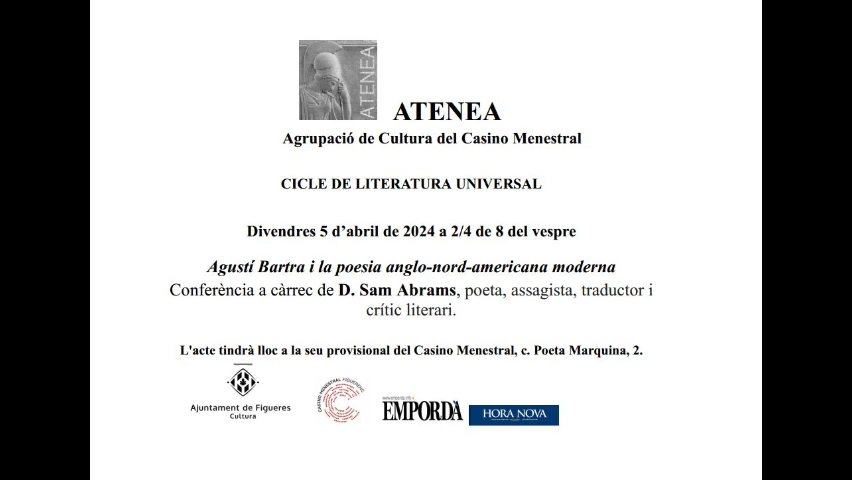 ATENEA
ATENEA
Agrupació de Cultura del Casino Menestral
CICLE DE LITERATURA UNIVERSAL
Divendres 5 d’abril de 2024 a 2/4 de 8 del vespre
Agustí Bartra i la poesia anglo-nord-americana moderna
Conferència a càrrec de D. Sam Abrams, poeta, assagista, traductor i
crític literari.
L'acte tindrà lloc a la seu provisional del Casino Menestral, c. Poeta Marquina, 2.
Ajuntament de Figueres
Cultura
CASINO MENESTRAL FIGUERENC
EMPORDÀ
HORA NOVA